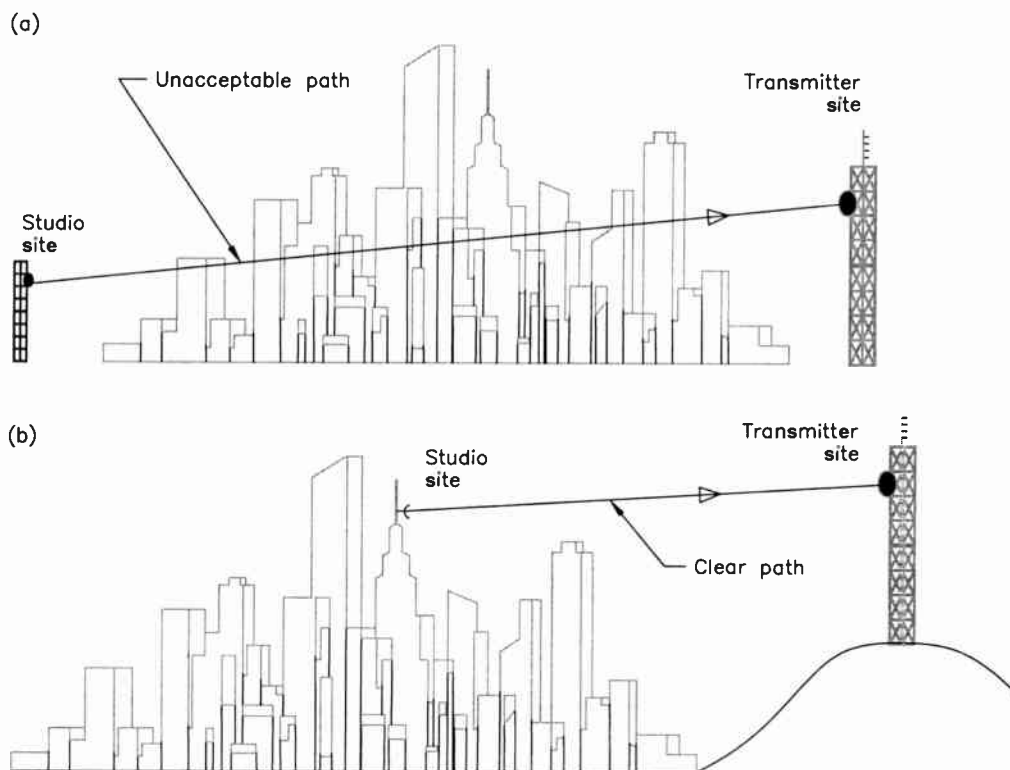 (a)
Unacceptable path
Transmitter
site
Studio
site
(b)
Studio
site
Transmitter
site
Clear path